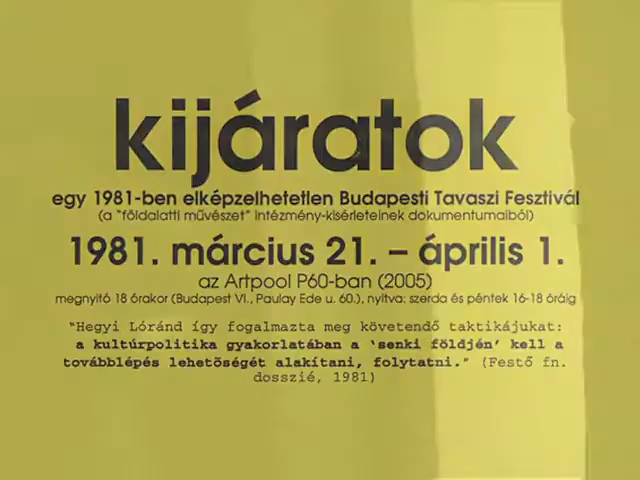 kijáratok
egy 1981-ben elképzelhetetlen Budapesti Tavaszi Fesztivál
(a "földalatti művészet" intézmény-kisérleteinek dokumentumaiból)
1981. március 21. – április 1.
az Artpool P60-ban (2005)
megnyitó 18 órakor (Budapest VI., Paulay Ede u. 60.), nyitva: szerda és péntek 16-18 óráig
"Hegyi Lóránd így fogalmazta meg követendő taktikájukat:
a kultúrpolitika gyakorlatában a 'senki földjén' kell a
továbblépés lehetőségét alakítani, folytatni." (Festő fn.
dosszié, 1981)